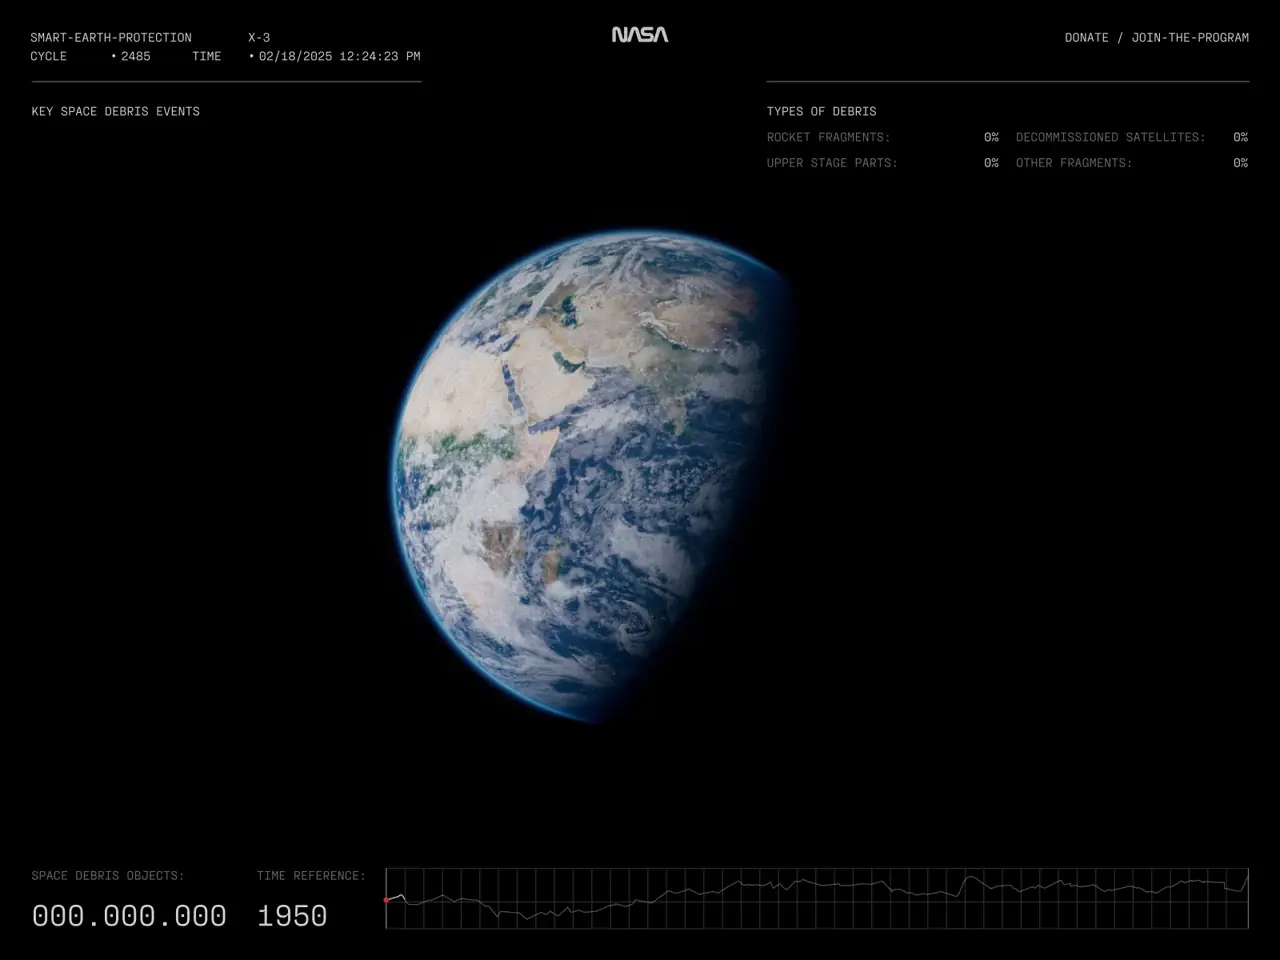 SMART-EARTH-PROTECTION X-3
CYCLE • 2485 TIME • 02/18/2025 12:24:23 PM
NASA
DONATE / JOIN-THE-PROGRAM
KEY SPACE DEBRIS EVENTS
TYPES OF DEBRIS
ROCKET FRAGMENTS: 0% DECOMMISSIONED SATELLITES: 0%
UPPER STAGE PARTS: 0% OTHER FRAGMENTS: 0%
SPACE DEBRIS OBJECTS:
000.000.000
TIME REFERENCE:
1950